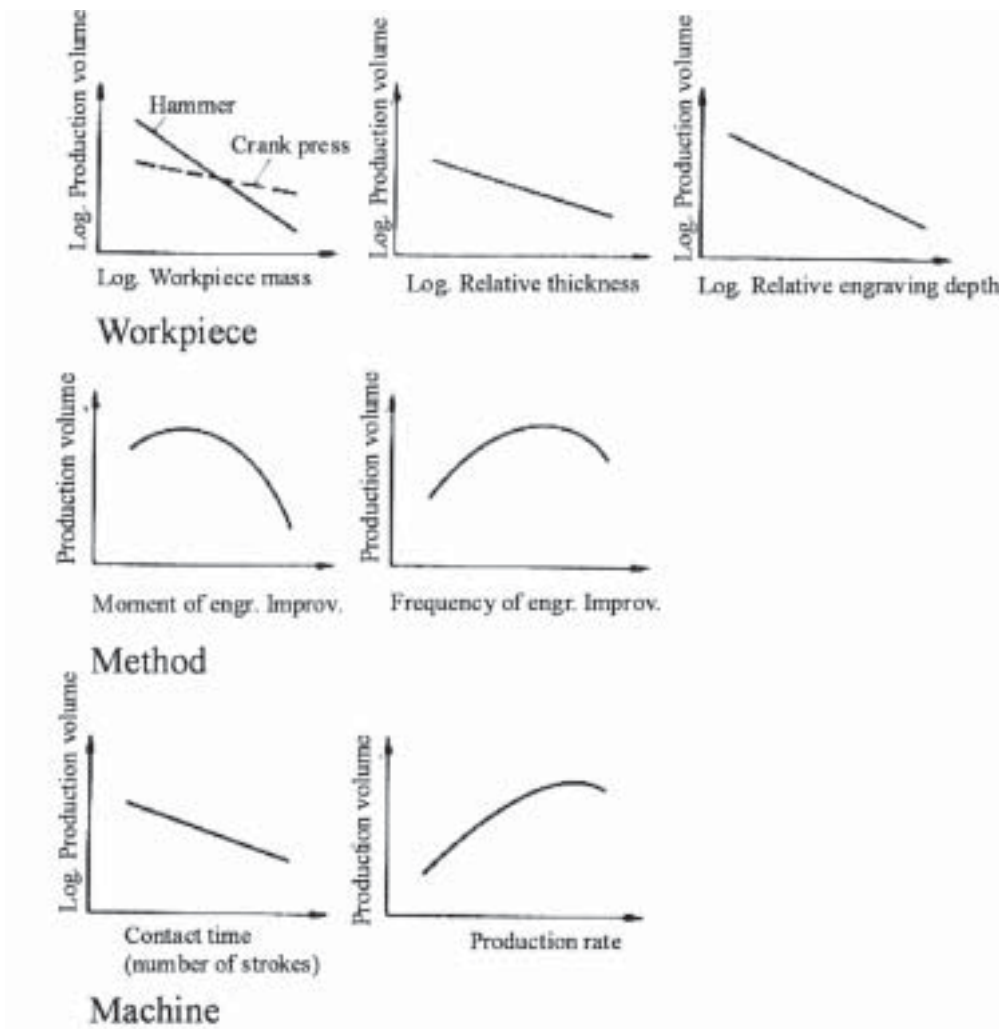 Log. Production volume
Hammer
Crank press
Log. Workpiece mass
Log. Production volume
Log. Relative thickness
Log. Production volume
Log. Relative engraving depth
Workpiece
Production volume
Moment of engr. Improv.
Production volume
Frequency of engr. Improv.
Method
Log. Production volume
Contact time
(number of strokes)
Production volume
Production rate
Machine